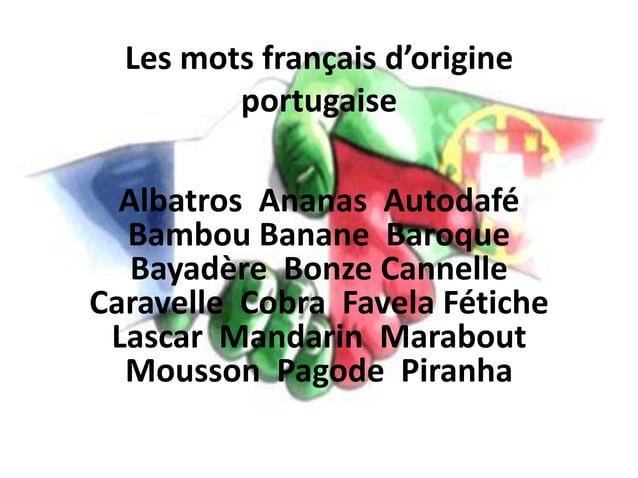 Les mots français d’origine
portugaise
Albatros Ananas Autodafé
Bambou Banane Baroque
Bayadère Bonze Cannelle
Caravelle Cobra Favela Fétiche
Lascar Mandarin Marabout
Mousson Pagode Piranha